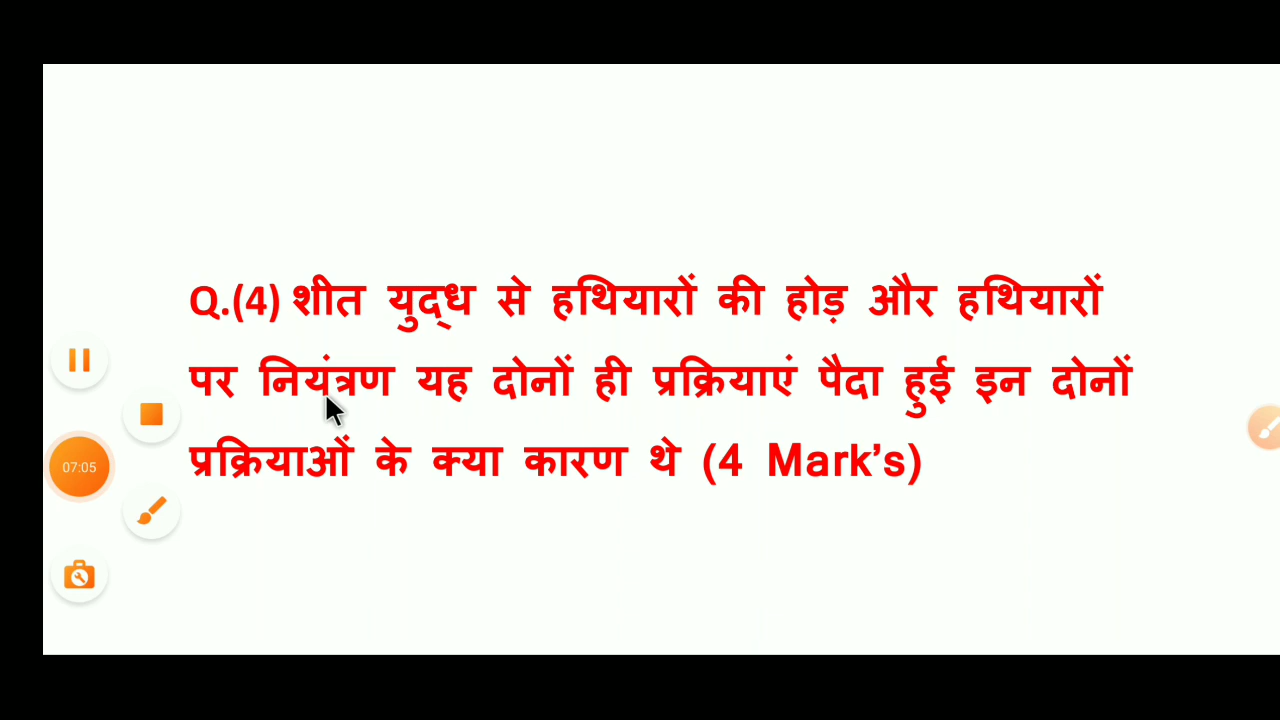 Q.(4) शीत युद्ध से हथियारों की होड़ और हथियारों
पर नियंत्रण यह दोनों ही प्रक्रियाएं पैदा हुई इन दोनों
प्रक्रियाओं के क्या कारण थे (4 Mark's)
07:05